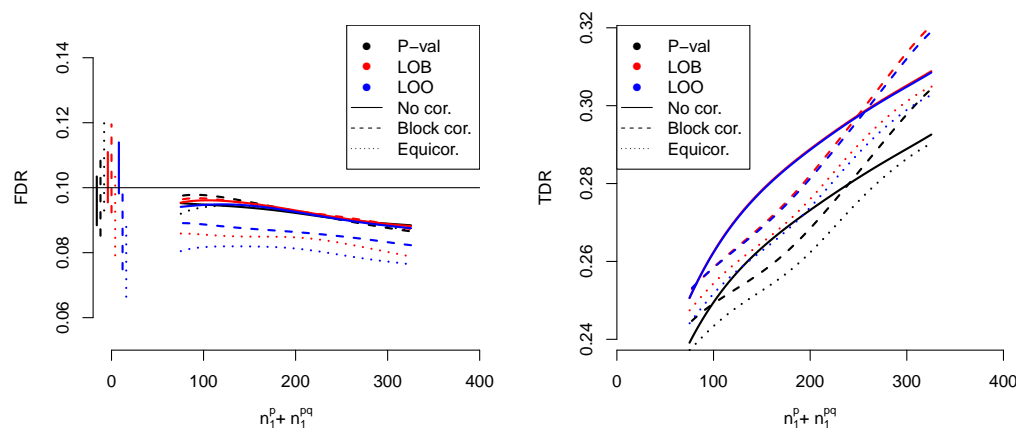 0.14
0.12
0.10
0.08
0.06
FDR
P−val
LOB
LOO
No cor.
Block cor.
Equicor.
0
100
200
300
400
n₁ᵖ+ n₁ᵖq
0.32
0.30
0.28
0.26
0.24
TDR
P−val
LOB
LOO
No cor.
Block cor.
Equicor.
0
100
200
300
400
n₁ᵖ+ n₁ᵖq